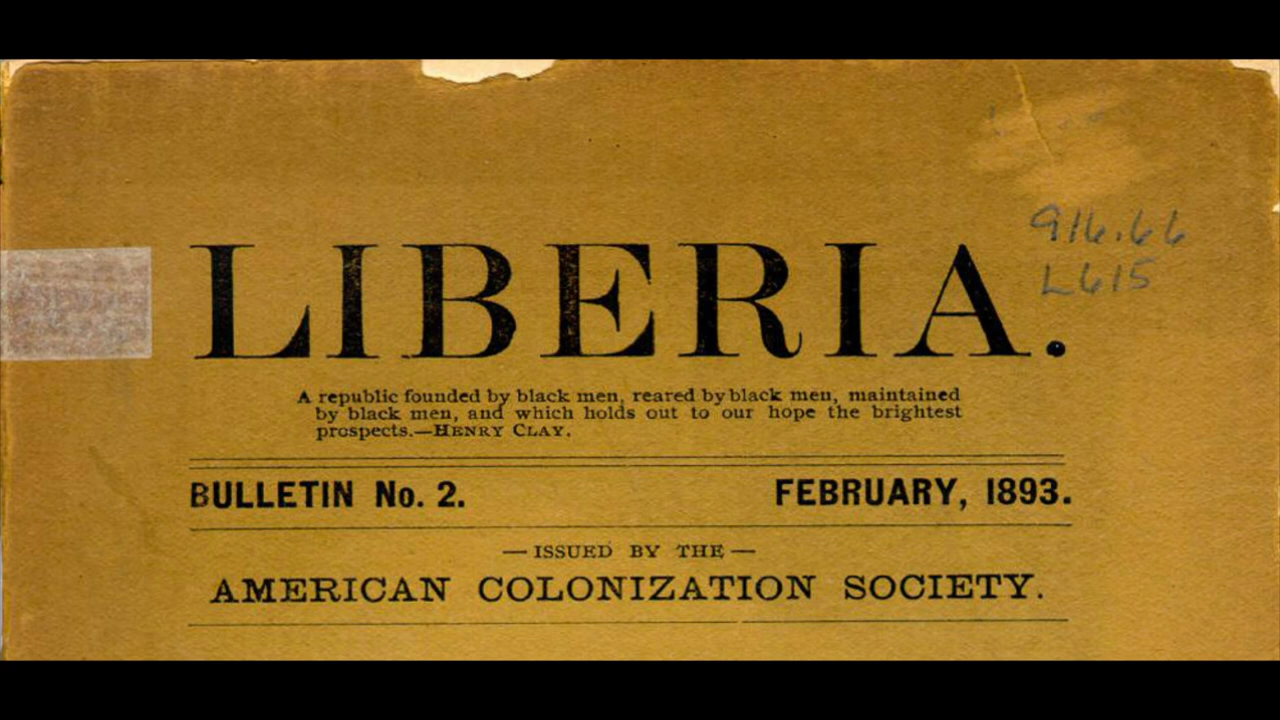 LIBERIA.
916.66
L615
A republic founded by black men, reared by black men, maintained
by black men, and which holds out to our hope the brightest
prospects.—HENRY CLAY.
BULLETIN No. 2.
FEBRUARY, 1893.
— ISSUED BY THE —
AMERICAN COLONIZATION SOCIETY.